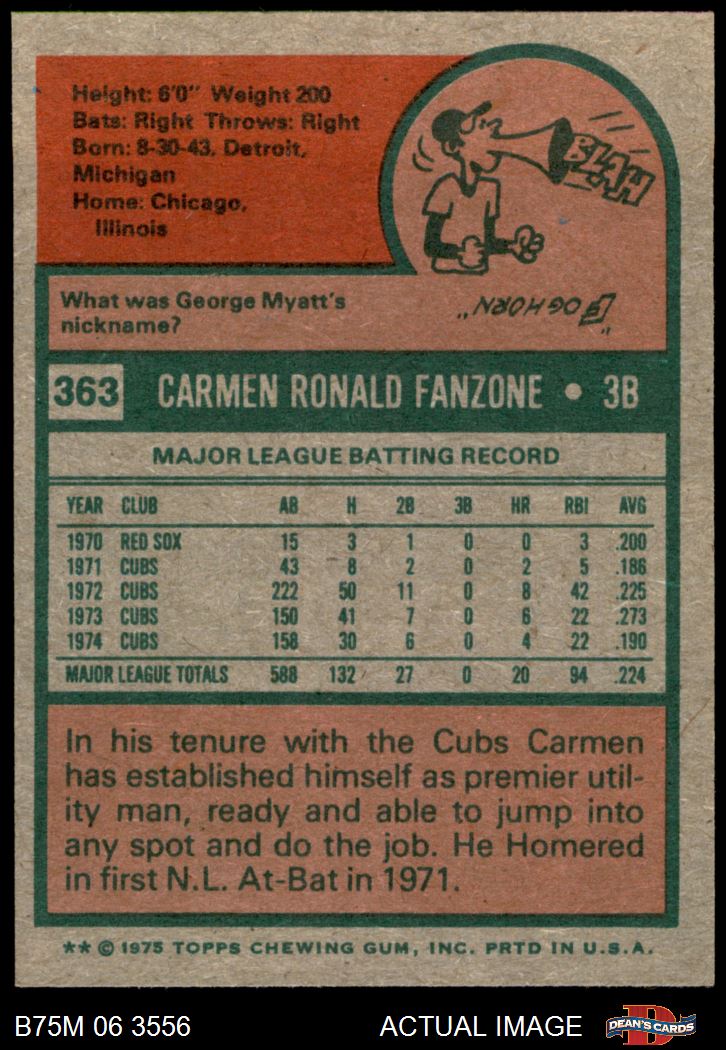 Height: 6'0" Weight 200
Bats: Right Throws: Right
Born: 8-30-43, Detroit,
Michigan
Home: Chicago,
Illinois
BLAH
What was George Myatt's
nickname?
"FOGHORN"
363 CARMEN RONALD FANZONE • 3B
MAJOR LEAGUE BATTING RECORD
YEAR CLUB AB H 2B 3B HR RBI AVG
1970 RED SOX 15 3 1 0 0 3 .200
1971 CUBS 43 8 2 0 2 5 .186
1972 CUBS 222 50 11 0 8 42 .225
1973 CUBS 150 41 7 0 6 22 .273
1974 CUBS 158 30 6 0 4 22 .190
MAJOR LEAGUE TOTALS 588 132 27 0 20 94 .224
In his tenure with the Cubs Carmen
has established himself as premier util-
ity man, ready and able to jump into
any spot and do the job. He Homered
in first N.L. At-Bat in 1971.
** © 1975 TOPPS CHEWING GUM, INC. PRTD IN U.S.A.
B75M 06 3556 ACTUAL IMAGE DEAN'S CARDS